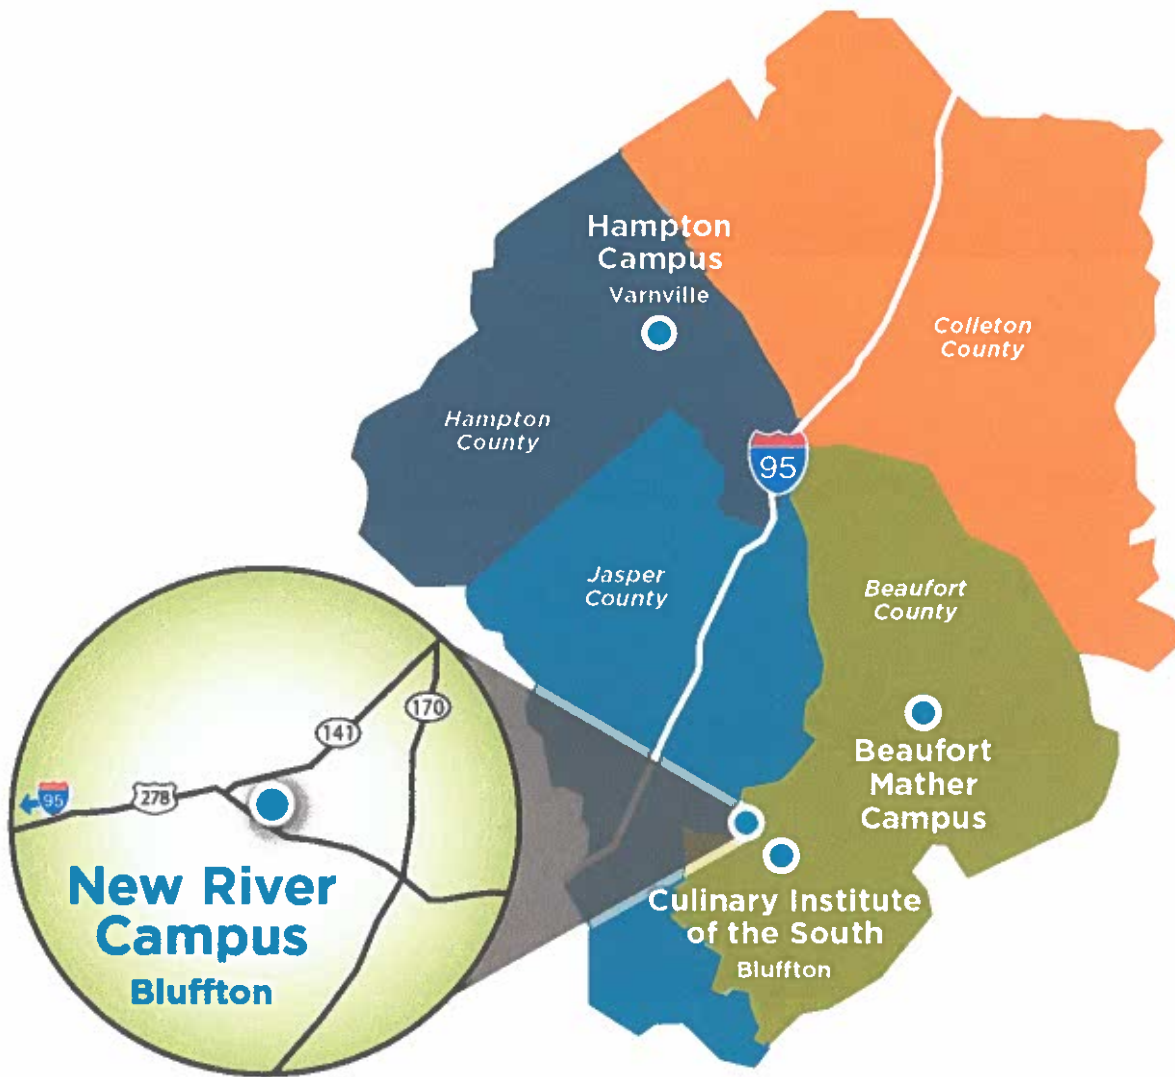 Hampton
Campus
Varnville
Colleton
County
Hampton
County
95
Jasper
County
Beaufort
County
170
141
95
278
Beaufort
Mather
Campus
New River
Campus
Bluffton
Culinary Institute
of the South
Bluffton